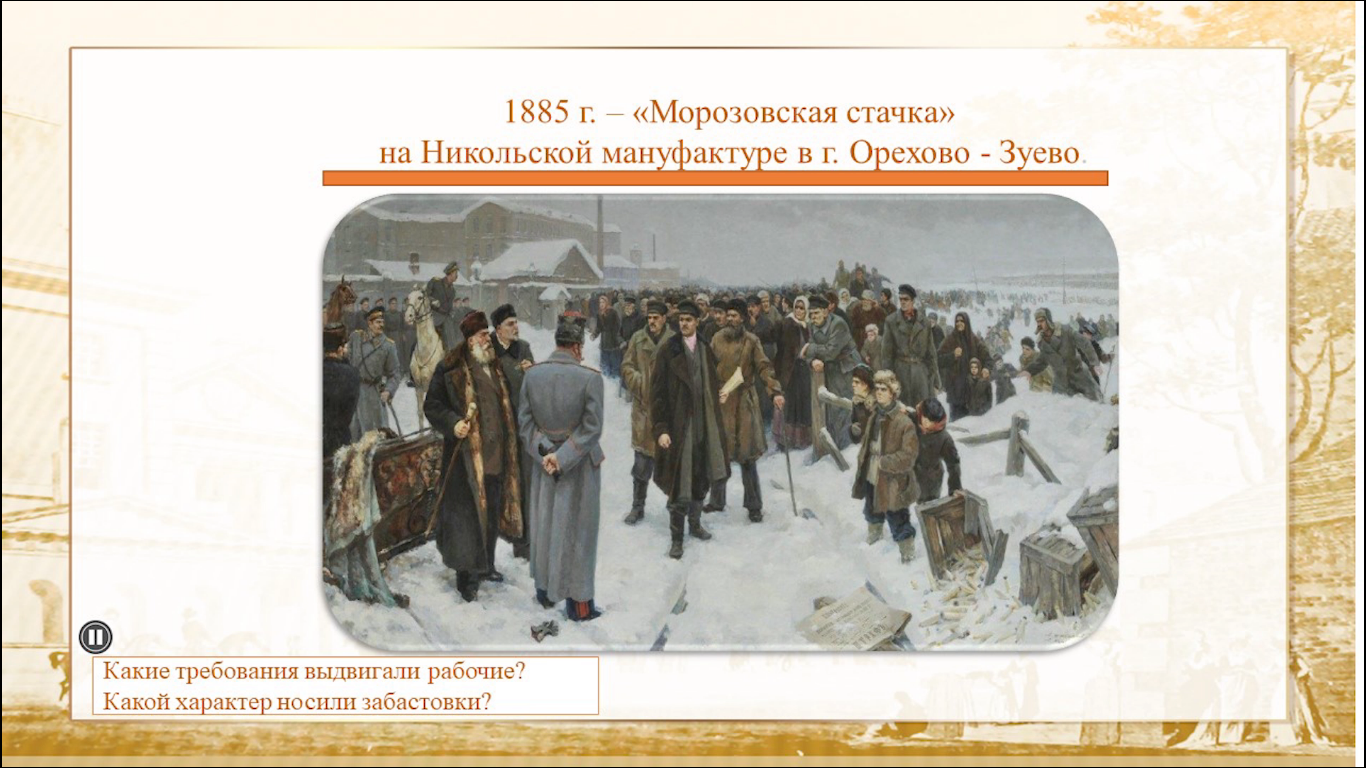 1885 г. – «Морозовская стачка»
на Никольской мануфактуре в г. Орехово - Зуево.
Какие требования выдвигали рабочие?
Какой характер носили забастовки?